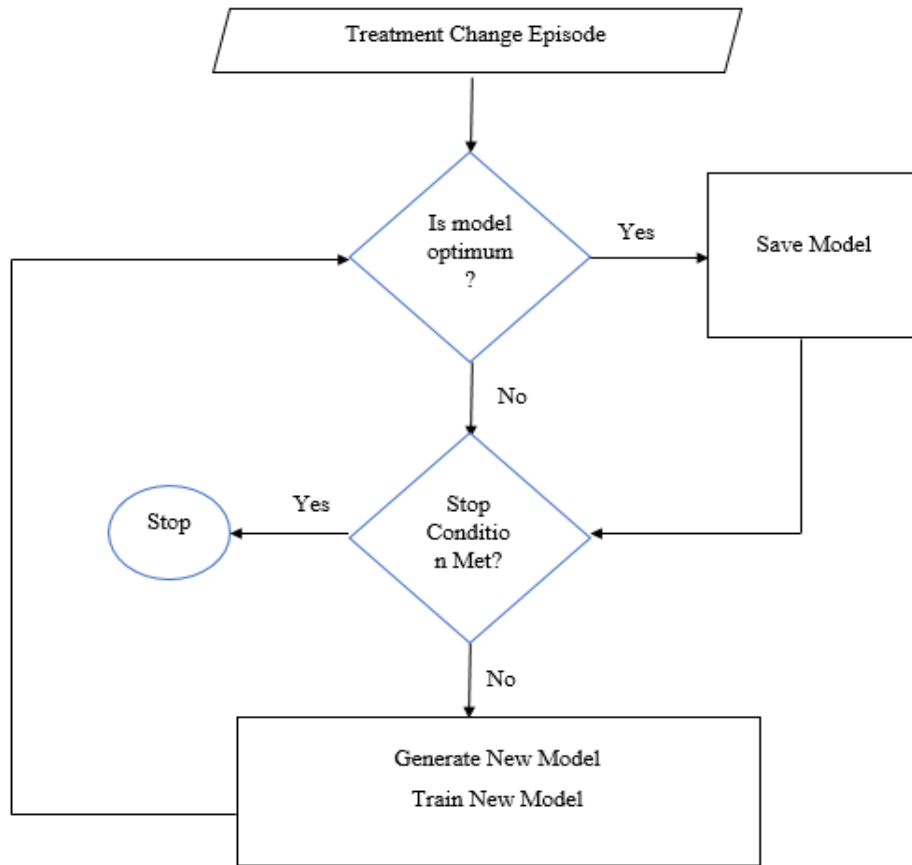 Treatment Change Episode
Is model
optimum
?
Yes
Save Model
No
Stop
Yes
Stop
Conditio
n Met?
No
Generate New Model
Train New Model